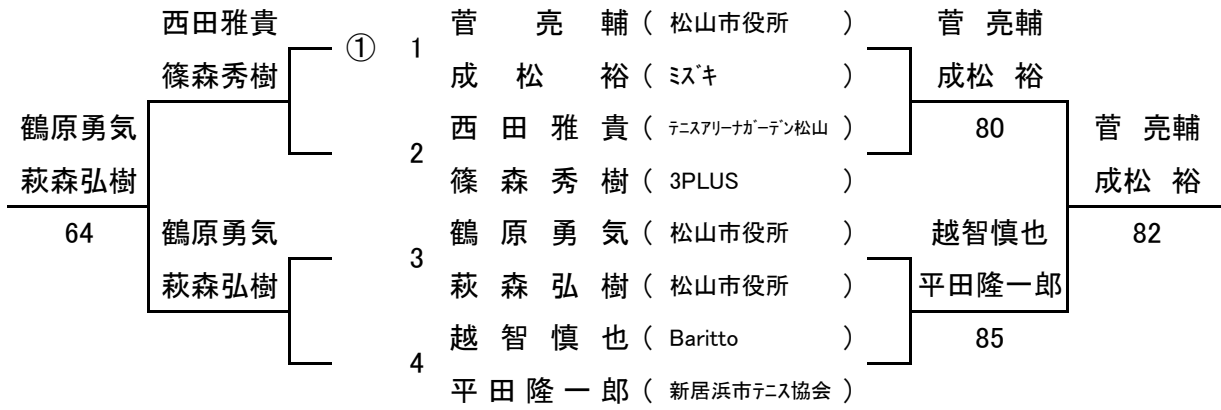 西田雅貴
篠森秀樹
鶴原勇気
萩森弘樹
64
鶴原勇気
萩森弘樹
①
1
菅 亮 輔 ( 松山市役所 )
成 松 裕 ( ミズキ )
2
西 田 雅 貴 ( テニスアリーナガーデン松山 )
篠 森 秀 樹 ( 3PLUS )
3
鶴 原 勇 気 ( 松山市役所 )
萩 森 弘 樹 ( 松山市役所 )
4
越 智 慎 也 ( Baritto )
平 田 隆 一 郎 ( 新居浜市テニス協会 )
菅 亮輔
成松 裕
80
越智慎也
平田隆一郎
85
菅 亮輔
成松 裕
82